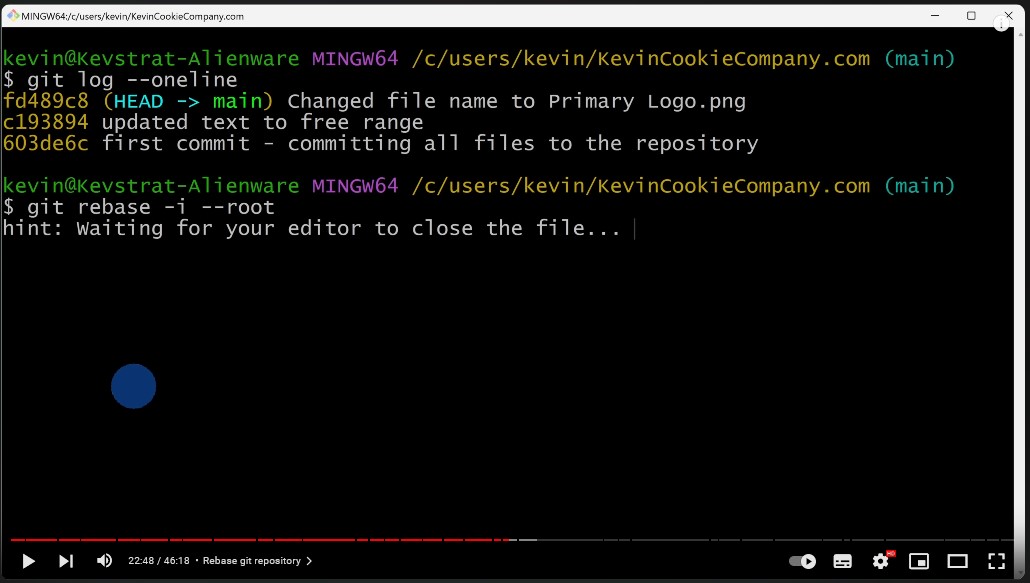 MINGW64:/c/users/kevin/KevinCookieCompany.com
kevin@Kevstrat-Alienware MINGW64 /c/users/kevin/KevinCookieCompany.com (main)
$ git log --oneline
fd489c8 (HEAD -> main) Changed file name to Primary Logo.png
c193894 updated text to free range
603de6c first commit - committing all files to the repository
kevin@Kevstrat-Alienware MINGW64 /c/users/kevin/KevinCookieCompany.com (main)
$ git rebase -i --root
hint: Waiting for your editor to close the file...
22:48 / 46:18 • Rebase git repository >
HD